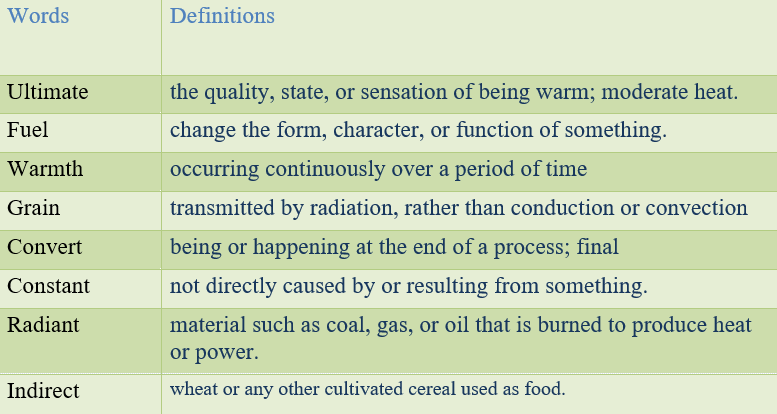 Words Definitions
Ultimate the quality, state, or sensation of being warm; moderate heat.
Fuel change the form, character, or function of something.
Warmth occurring continuously over a period of time
Grain transmitted by radiation, rather than conduction or convection
Convert being or happening at the end of a process; final
Constant not directly caused by or resulting from something.
Radiant material such as coal, gas, or oil that is burned to produce heat
or power.
Indirect wheat or any other cultivated cereal used as food.